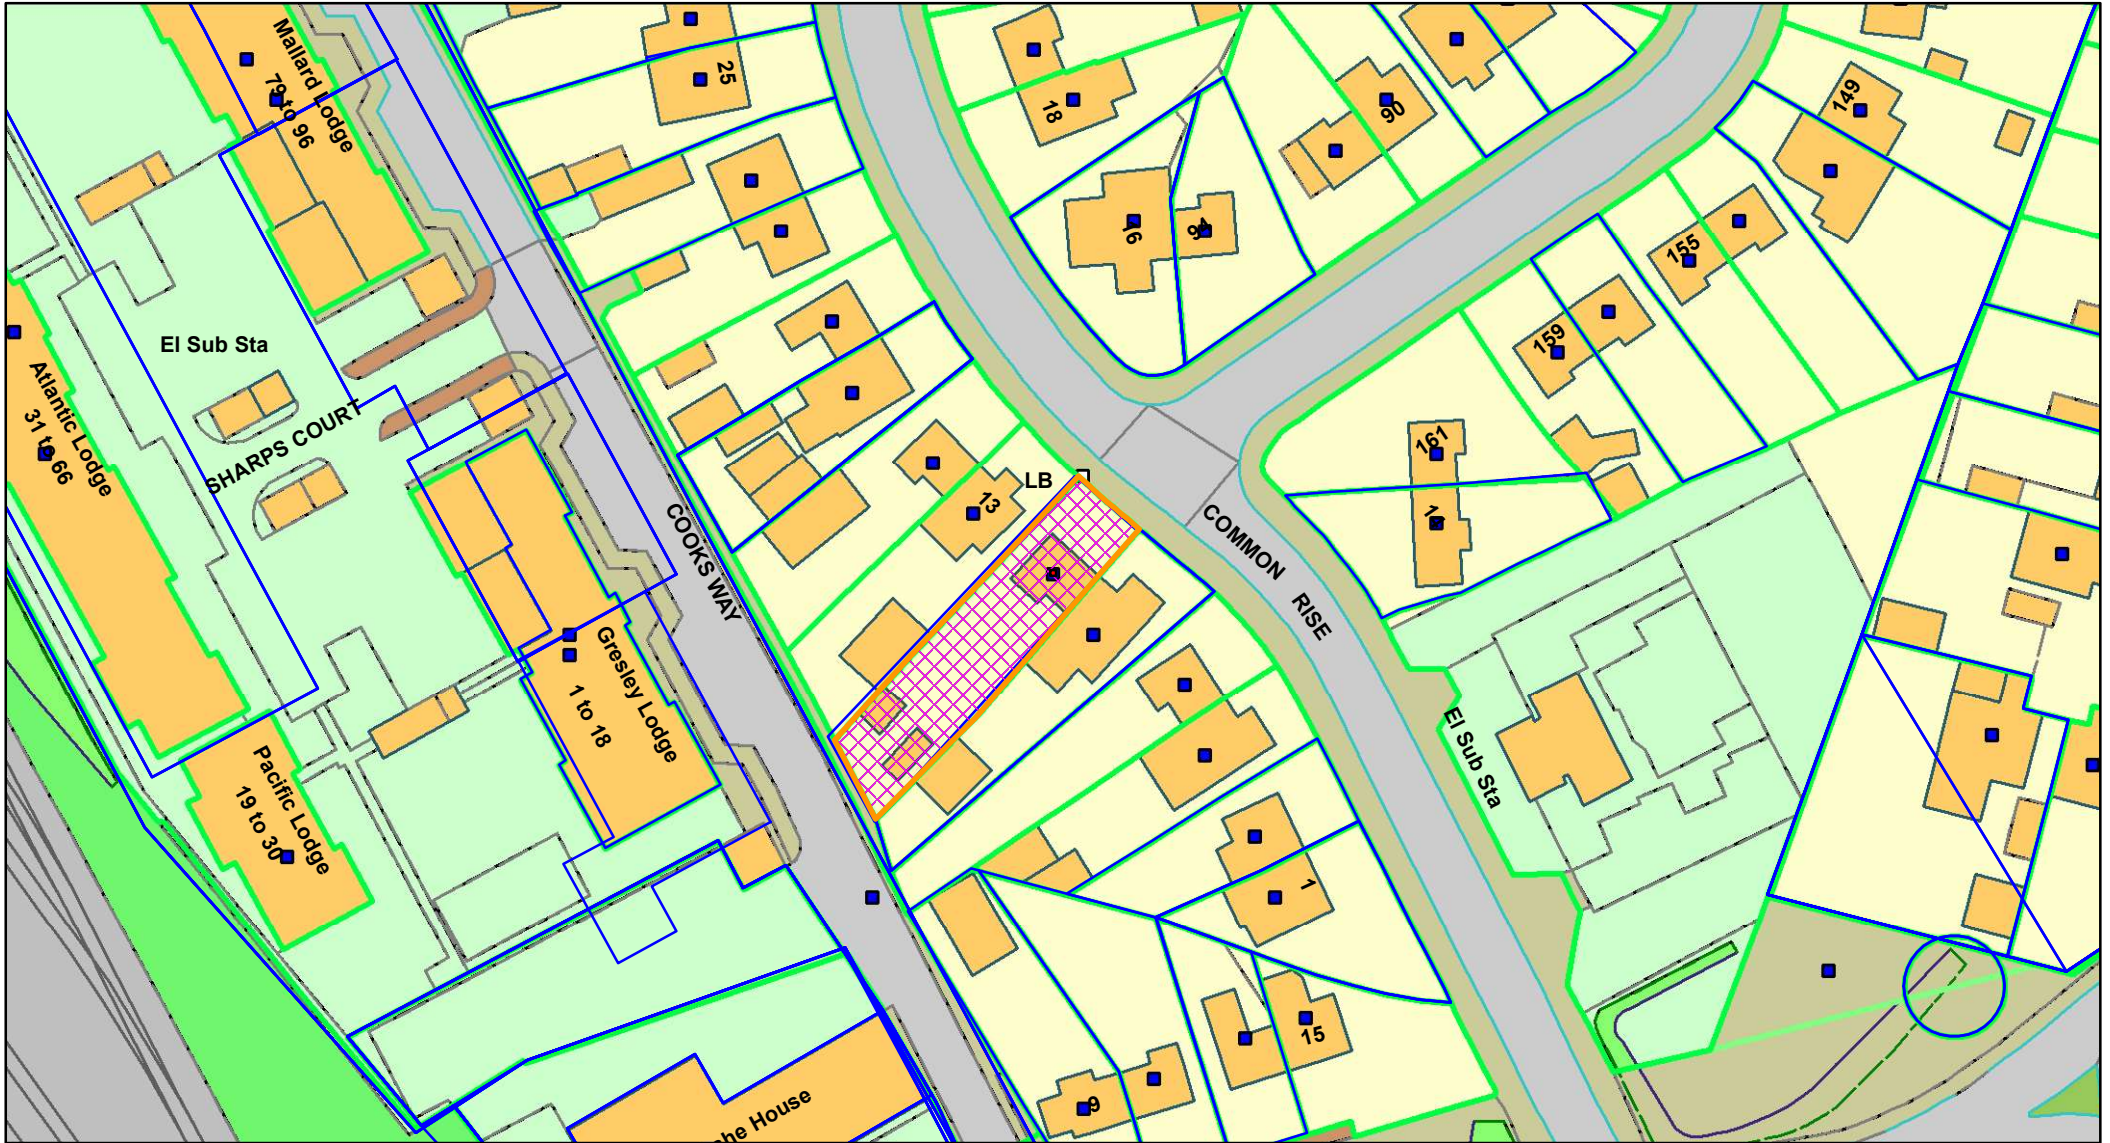 Mallard Lodge
79 to 96
25
18
90
149
16
94
155
El Sub Sta
159
Atlantic Lodge
31 to 66
SHARPS COURT
161
LB
13
COOKS WAY
COMMON RISE
Gresley Lodge
1 to 18
El Sub Sta
Pacific Lodge
19 to 30
1
15
9
he House